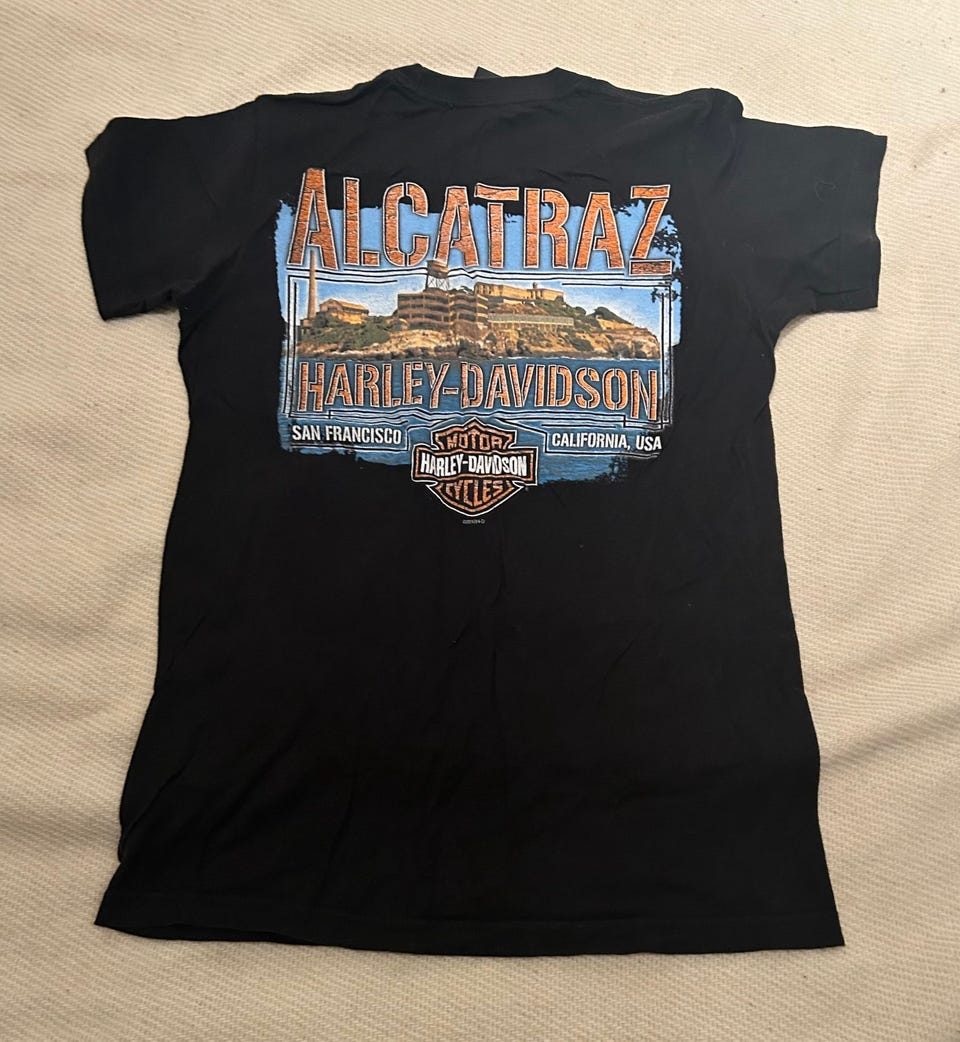 ALCATRAZ
HARLEY-DAVIDSON
SAN FRANCISCO
CALIFORNIA, USA
MOTOR
HARLEY-DAVIDSON
CYCLES